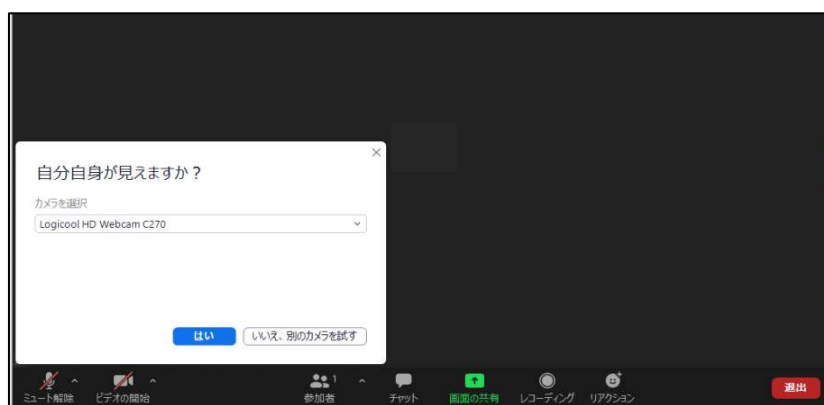 自分自身が見えますか？
カメラを選択
Logicool HD Webcam C270
はい
いいえ、別のカメラを試す
ミュート解除
ビデオの開始
1
参加者
チャット
画面の共有
レコーディング
リアクション
退出